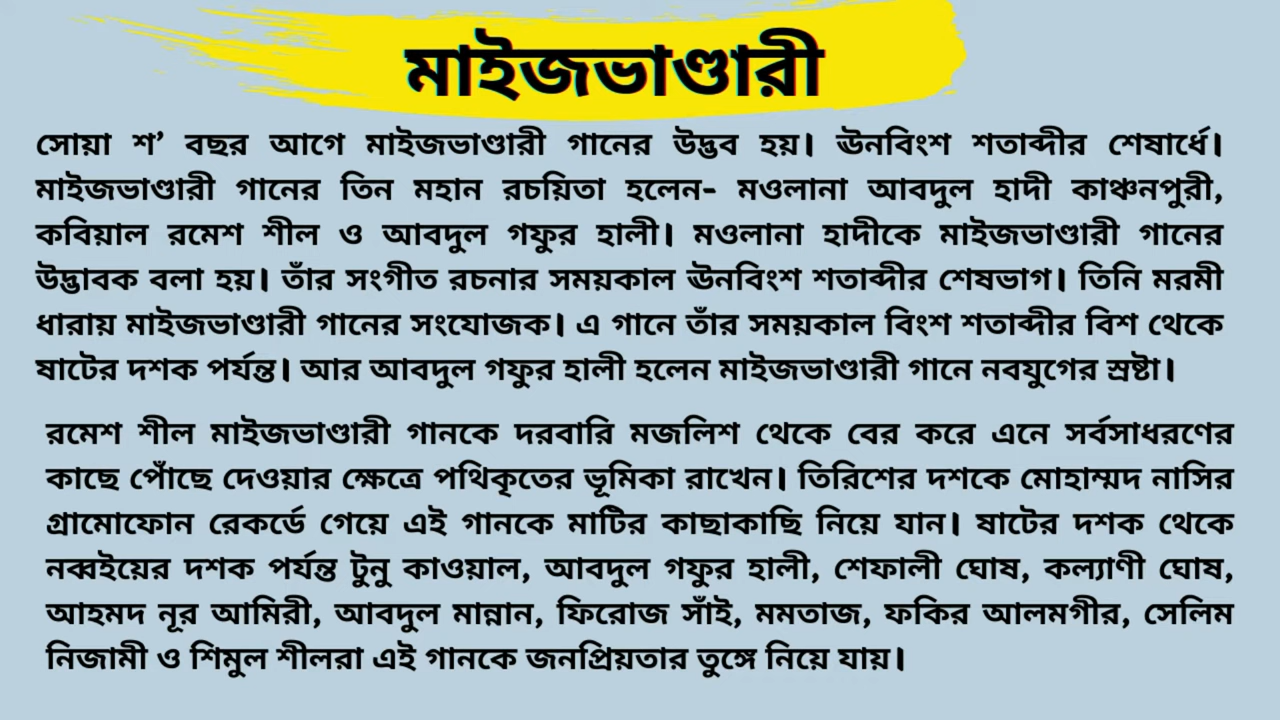 মাইজভাণ্ডারী
সোয়া শ’ বছর আগে মাইজভাণ্ডারী গানের উদ্ভব হয়। ঊনবিংশ শতাব্দীর শেষার্ধে।
মাইজভাণ্ডারী গানের তিন মহান রচয়িতা হলেন- মওলানা আবদুল হাদী কাঞ্চনপুরী,
কবিয়াল রমেশ শীল ও আবদুল গফুর হালী। মওলানা হাদীকে মাইজভাণ্ডারী গানের
উদ্ভাবক বলা হয়। তাঁর সংগীত রচনার সময়কাল ঊনবিংশ শতাব্দীর শেষভাগ। তিনি মরমী
ধারায় মাইজভাণ্ডারী গানের সংযোজক। এ গানে তাঁর সময়কাল বিংশ শতাব্দীর বিশ থেকে
ষাটের দশক পর্যন্ত। আর আবদুল গফুর হালী হলেন মাইজভাণ্ডারী গানে নবযুগের স্রষ্টা।
রমেশ শীল মাইজভাণ্ডারী গানকে দরবারি মজলিশ থেকে বের করে এনে সর্বসাধরণের
কাছে পোঁছে দেওয়ার ক্ষেত্রে পথিকৃতের ভূমিকা রাখেন। তিরিশের দশকে মোহাম্মদ নাসির
গ্রামোফোন রেকর্ডে গেয়ে এই গানকে মাটির কাছাকাছি নিয়ে যান। ষাটের দশক থেকে
নব্বইয়ের দশক পর্যন্ত টুনু কাওয়াল, আবদুল গফুর হালী, শেফালী ঘোষ, কল্যাণী ঘোষ,
আহমদ নূর আমিরী, আবদুল মান্নান, ফিরোজ সাঁই, মমতাজ, ফকির আলমগীর, সেলিম
নিজামী ও শিমুল শীলরা এই গানকে জনপ্রিয়তার তুঙ্গে নিয়ে যায়।